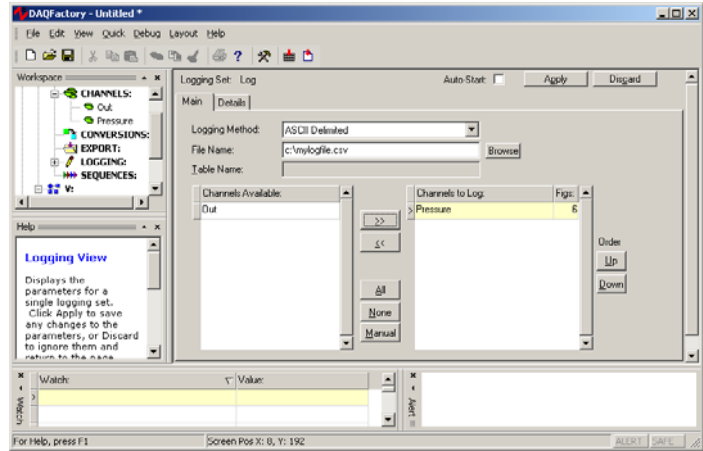 DAQFactory - Untitled *
File Edit View Quick Debug Layout Help
Workspace
CHANNELS:
Out
Pressure
CONVERSIONS:
EXPORT:
LOGGING:
SEQUENCES:
V:
Help
Logging View
Displays the
parameters for a
single logging set.
Click Apply to save
any changes to the
parameters, or Discard
to ignore them and
return to the page
Logging Set: Log
Auto-Start:
Apply
Discard
Main
Details
Logging Method:
ASCII Delimited
File Name:
c:\mylogfile.csv
Browse
Table Name:
Channels Available:
Out
>>
<<
All
None
Manual
Channels to Log:
Figs:
Pressure
6
Order
Up
Down
Watch
Watch:
Value:
Alert
For Help, press F1
Screen Pos X: 8, Y: 192
ALERT
SAFE